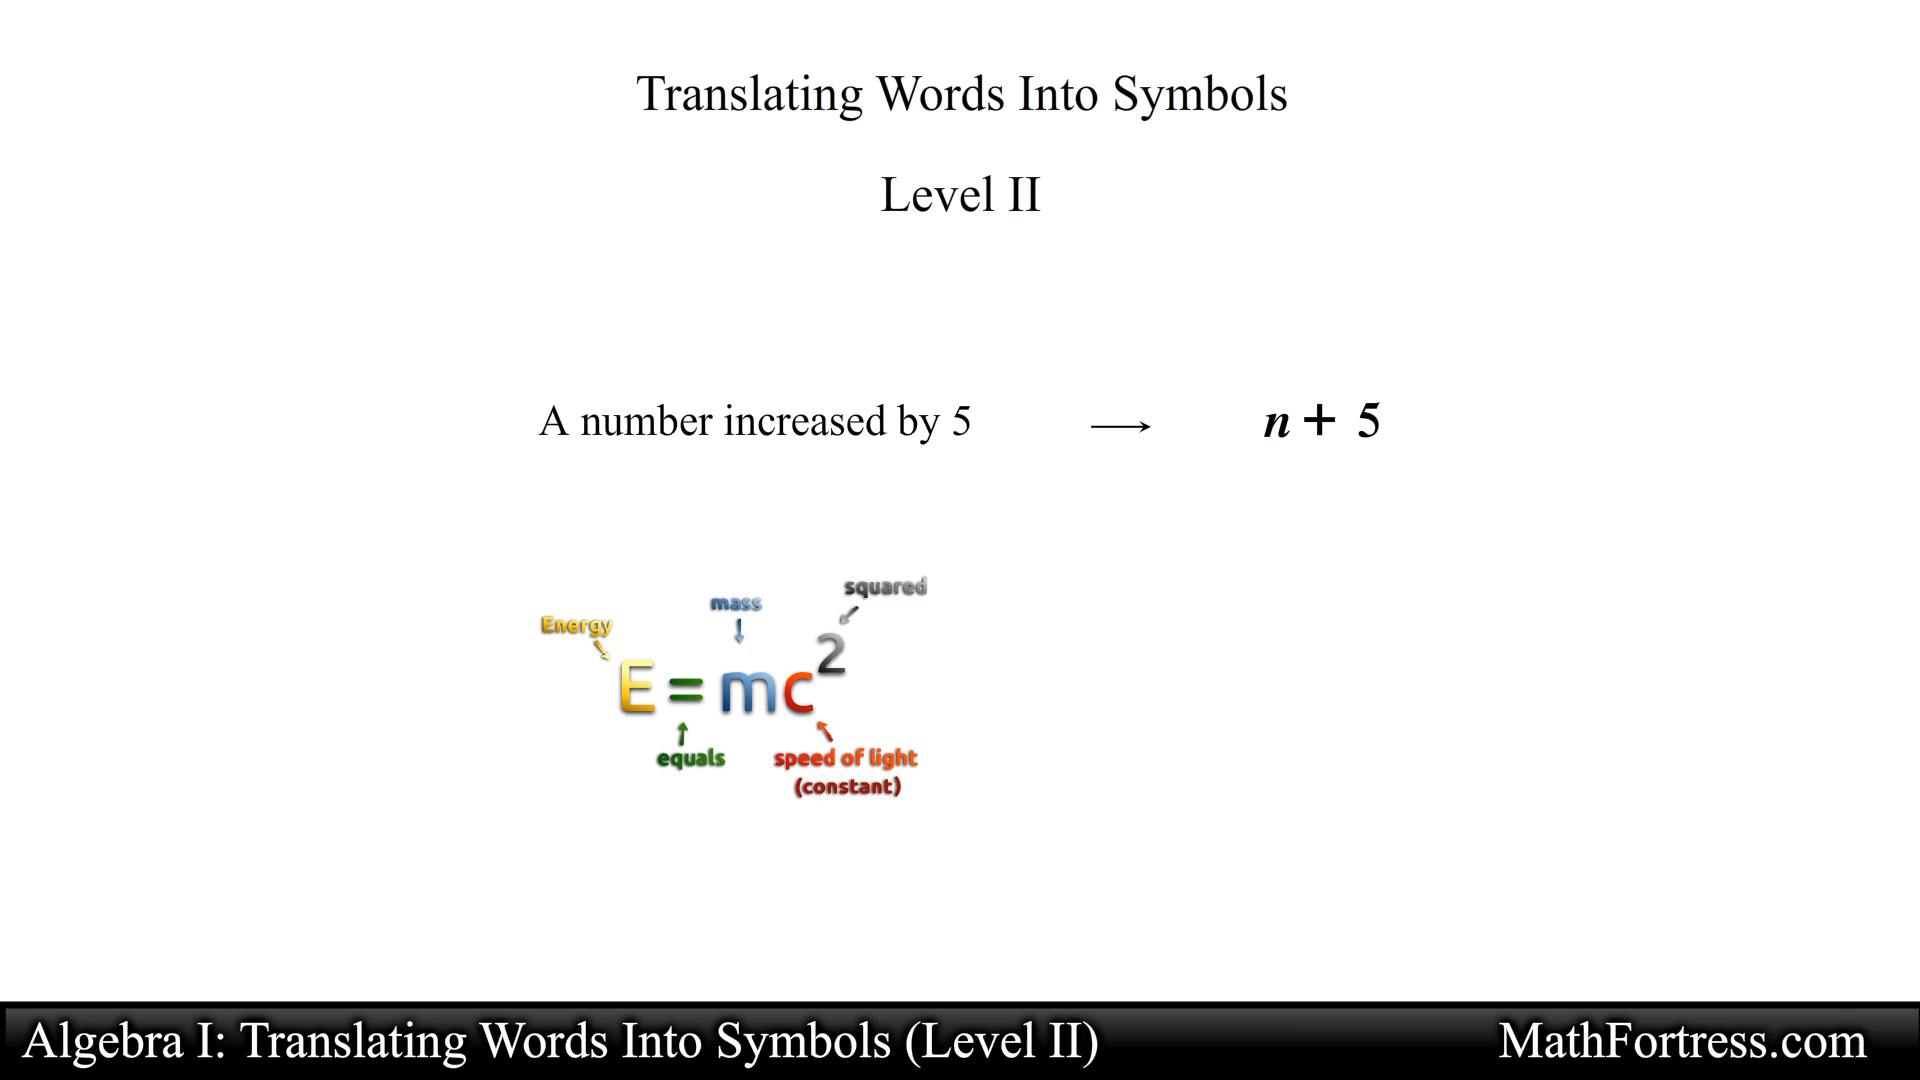 Translating Words Into Symbols
Level II
A number increased by 5 → n + 5
squared
mass
Energy
E = mc²
equals
speed of light
(constant)
Algebra I: Translating Words Into Symbols (Level II)
MathFortress.com